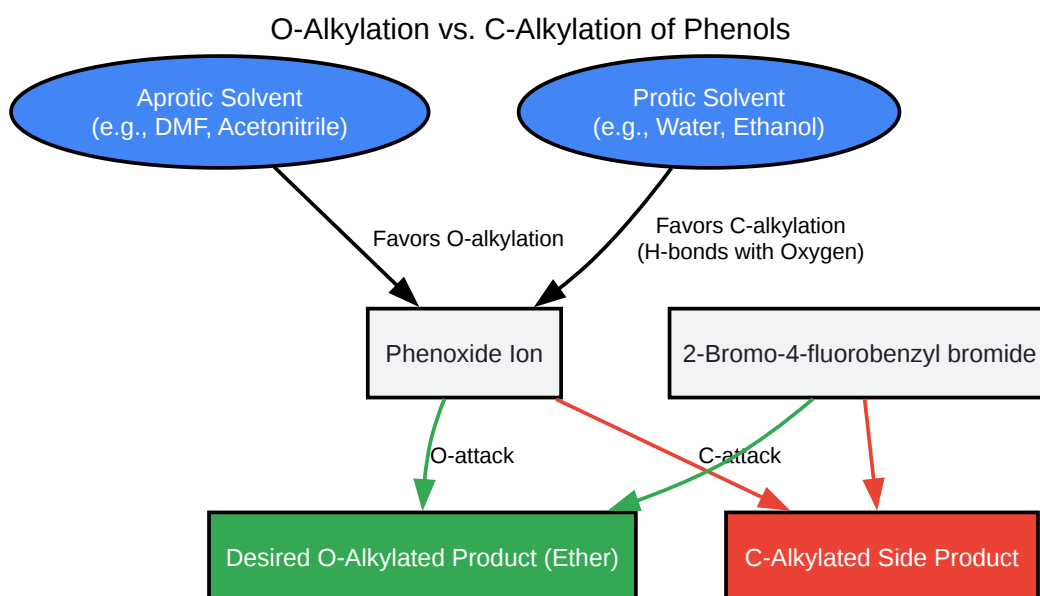 O-Alkylation vs. C-Alkylation of Phenols
Aprotic Solvent
(e.g., DMF, Acetonitrile)
Protic Solvent
(e.g., Water, Ethanol)
Favors O-alkylation
Favors C-alkylation
(H-bonds with Oxygen)
Phenoxide Ion
2-Bromo-4-fluorobenzyl bromide
O-attack
C-attack
Desired O-Alkylated Product (Ether)
C-Alkylated Side Product